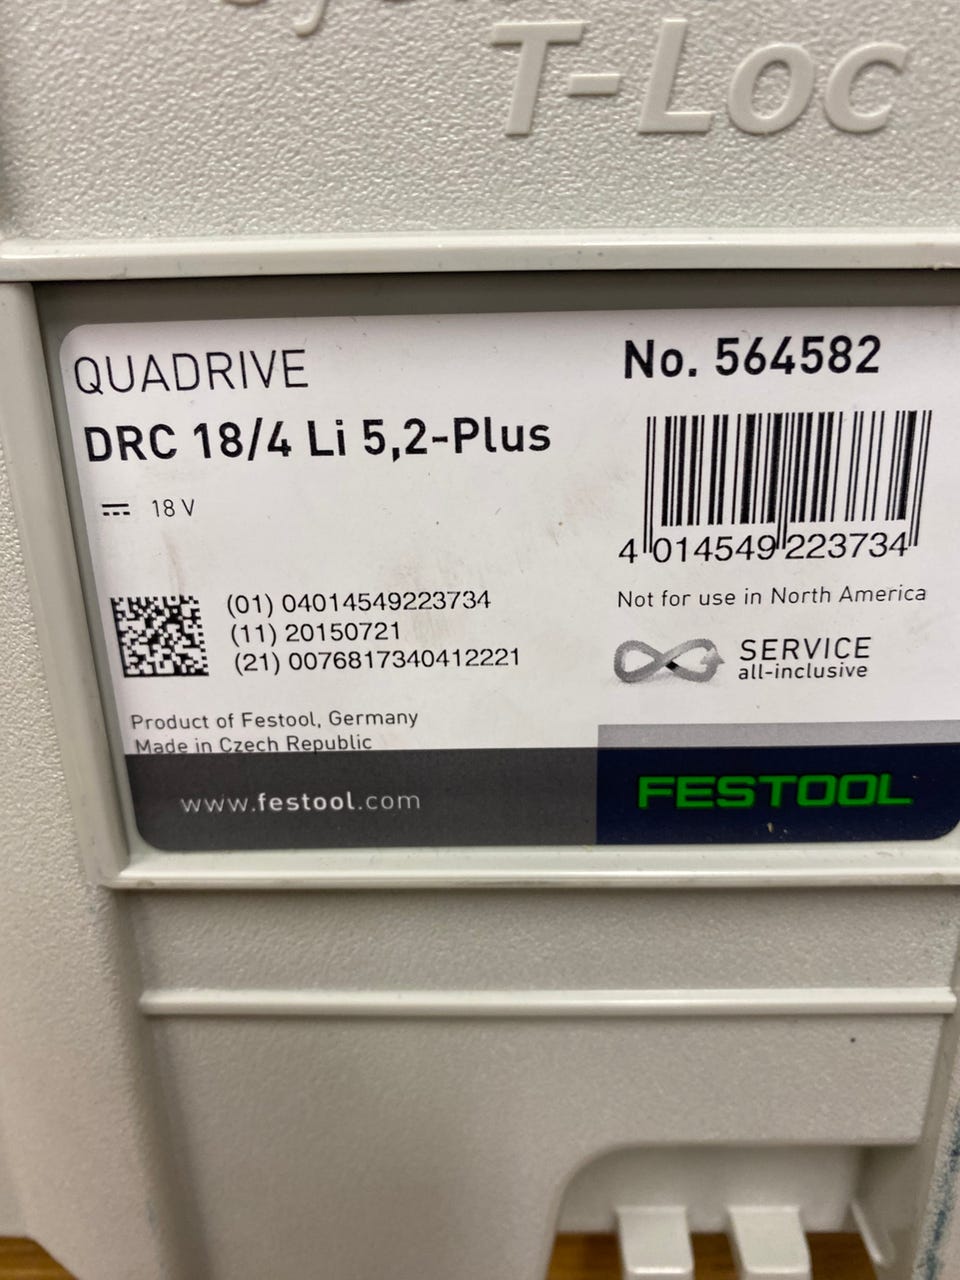 T-Loc
QUADRIVE
DRC 18/4 Li 5,2-Plus
18 V
(01) 04014549223734
(11) 20150721
(21) 0076817340412221
Product of Festool, Germany
Made in Czech Republic
www.festool.com
No. 564582
4 014549 223734
Not for use in North America
SERVICE
all-inclusive
FESTOOL